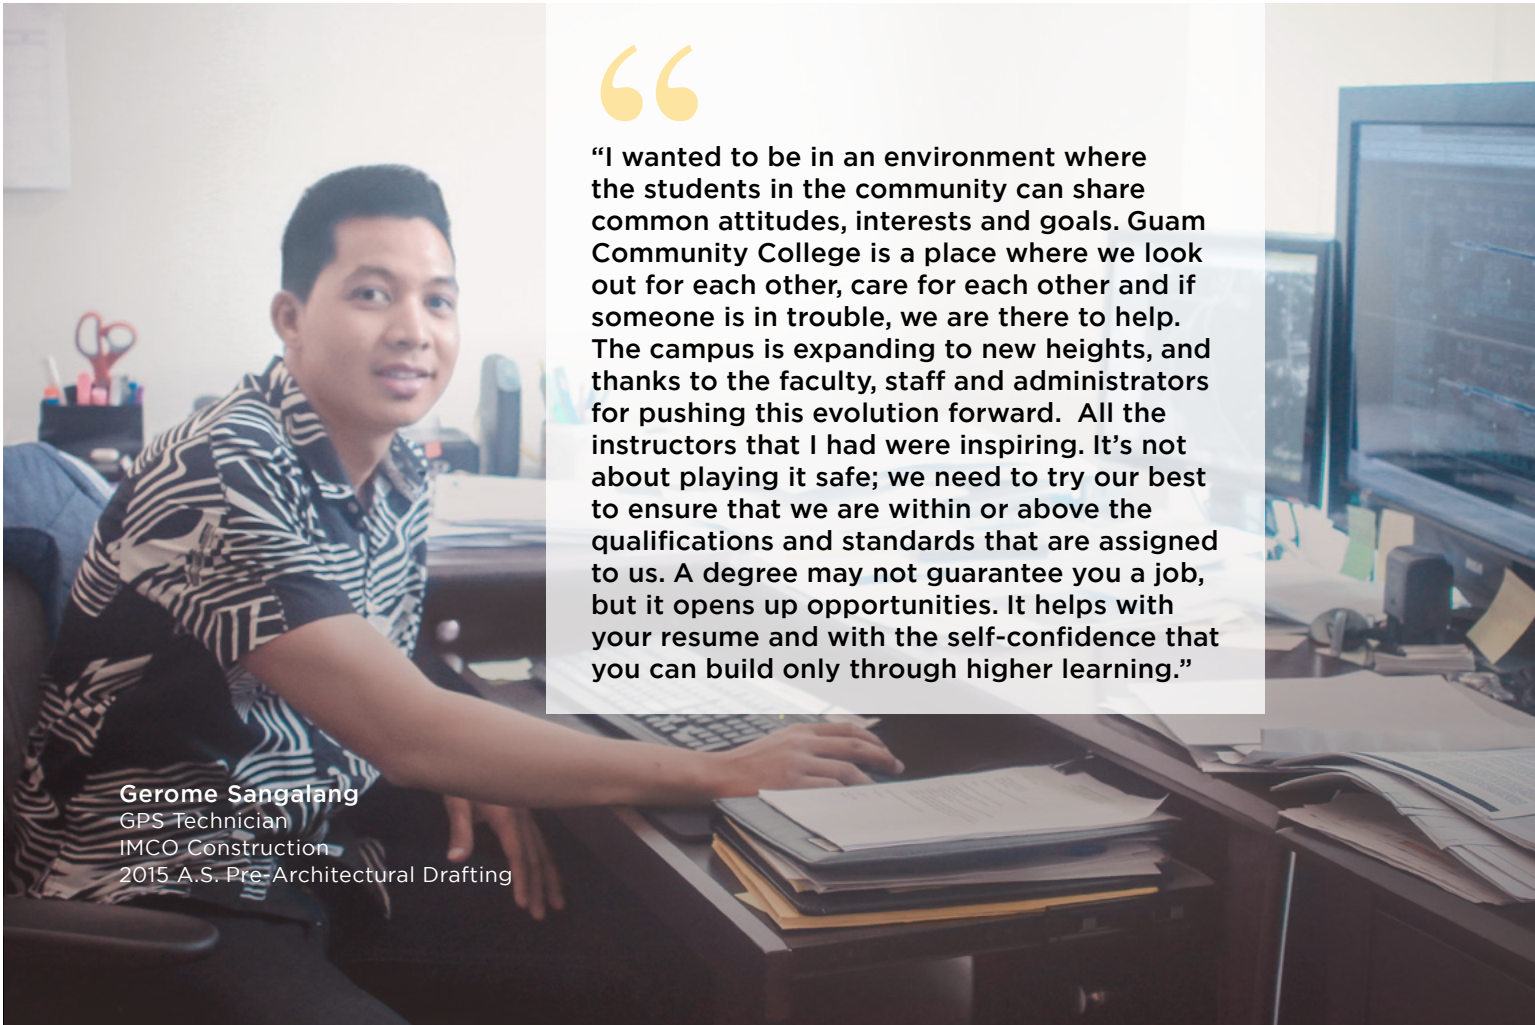 “I wanted to be in an environment where
the students in the community can share
common attitudes, interests and goals. Guam
Community College is a place where we look
out for each other, care for each other and if
someone is in trouble, we are there to help.
The campus is expanding to new heights, and
thanks to the faculty, staff and administrators
for pushing this evolution forward.  All the
instructors that I had were inspiring. It’s not
about playing it safe; we need to try our best
to ensure that we are within or above the
qualifications and standards that are assigned
to us. A degree may not guarantee you a job,
but it opens up opportunities. It helps with
your resume and with the self-confidence that
you can build only through higher learning.”
Gerome Sangalang
GPS Technician
IMCO Construction
2015 A.S. Pre-Architectural Drafting